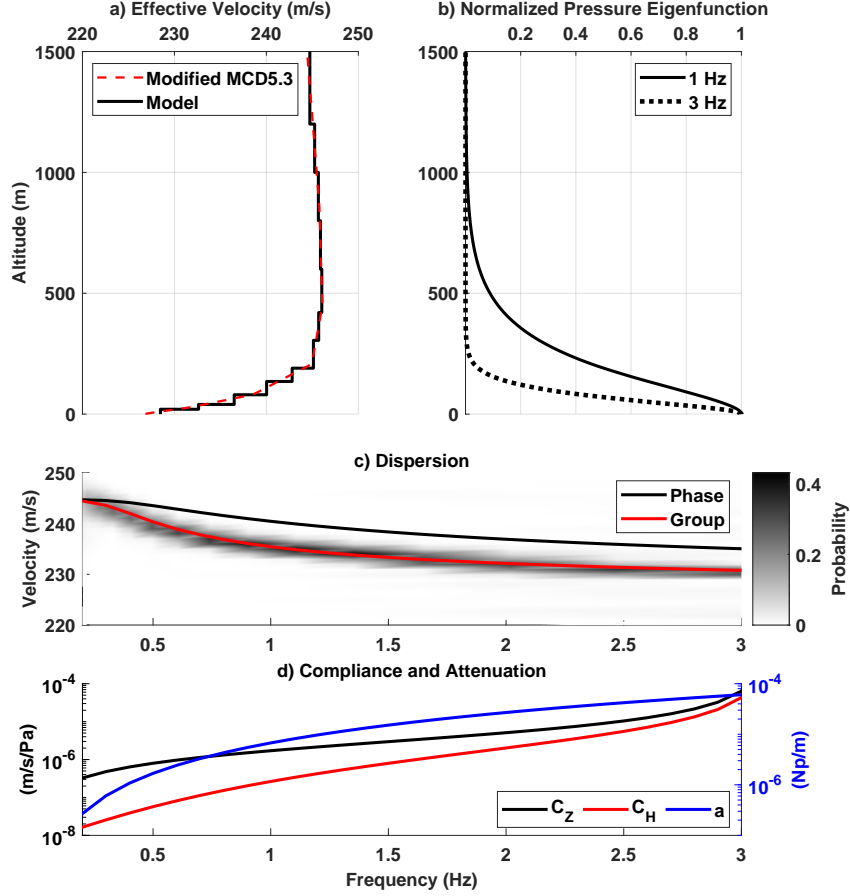 a) Effective Velocity (m/s)
220 230 240 250
1500
1000
500
0
Altitude (m)
Modified MCD5.3
Model
b) Normalized Pressure Eigenfunction
0.2 0.4 0.6 0.8 1
1500
1000
500
0
1 Hz
3 Hz
c) Dispersion
250
240
230
220
Velocity (m/s)
Phase
Group
0.5 1 1.5 2 2.5 3
0.4
0.2
0
Probability
d) Compliance and Attenuation
10^-4
10^-6
10^-8
(m/s/Pa)
10^-4
10^-6
(Np/m)
C_Z C_H a
0.5 1 1.5 2 2.5 3
Frequency (Hz)